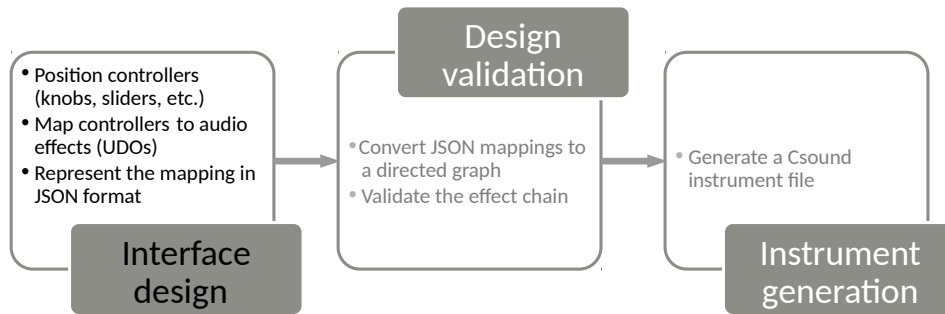 • Position controllers
(knobs, sliders, etc.)
• Map controllers to audio
effects (UDOs)
• Represent the mapping in
JSON format
Interface
design
Design
validation
• Convert JSON mappings to
a directed graph
• Validate the effect chain
• Generate a Csound
instrument file
Instrument
generation